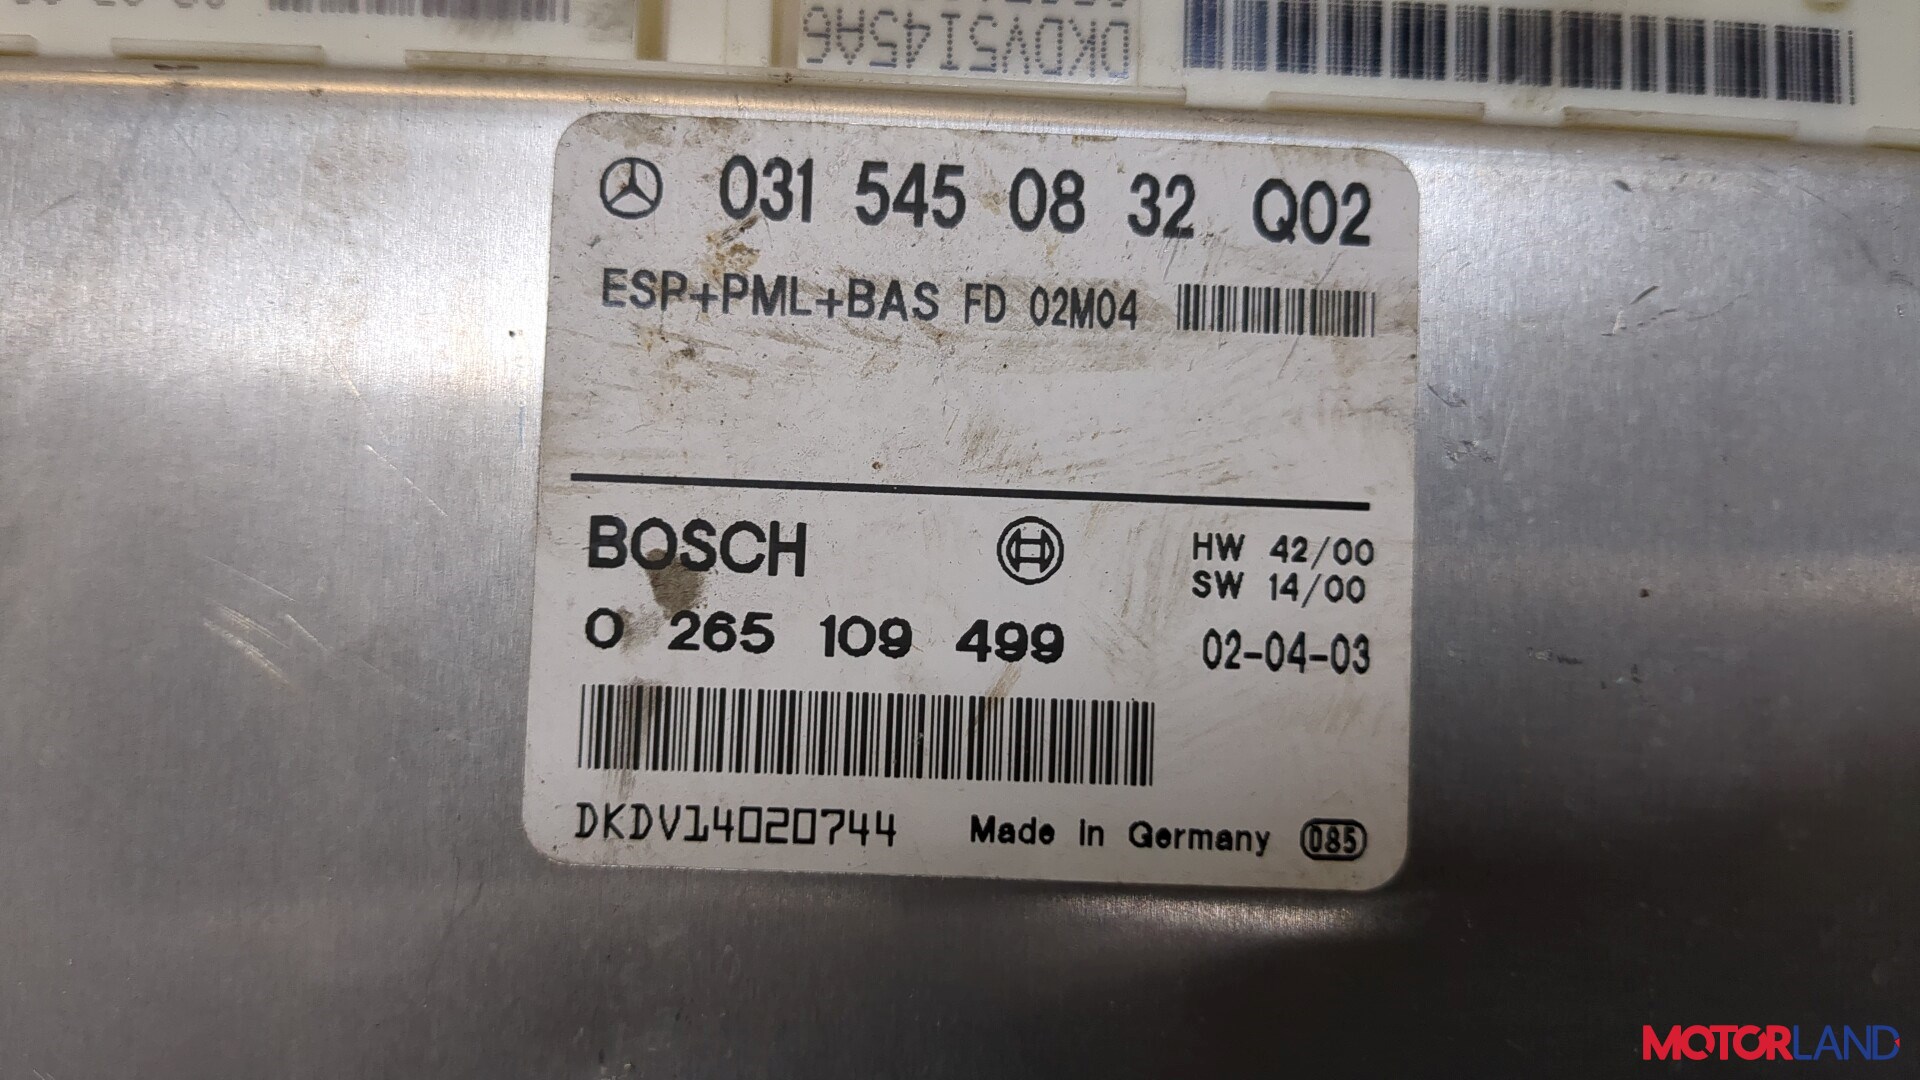 DKDV5I45A6
031 545 08 32 Q02
ESP+PML+BAS FD 02M04
BOSCH
HW 42/00
SW 14/00
0 265 109 499
02-04-03
DKDV14020744
Made in Germany
085
MOTORLAND